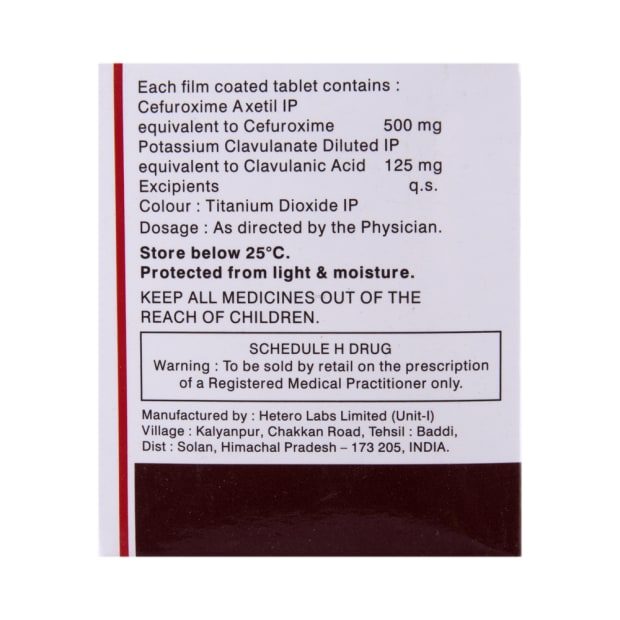 Each film coated tablet contains :
Cefuroxime Axetil IP
equivalent to Cefuroxime 500 mg
Potassium Clavulanate Diluted IP
equivalent to Clavulanic Acid 125 mg
Excipients q.s.
Colour : Titanium Dioxide IP
Dosage : As directed by the Physician.
Store below 25°C.
Protected from light & moisture.
KEEP ALL MEDICINES OUT OF THE
REACH OF CHILDREN.
SCHEDULE H DRUG
Warning : To be sold by retail on the prescription
of a Registered Medical Practitioner only.
Manufactured by : Hetero Labs Limited (Unit-I)
Village : Kalyanpur, Chakkan Road, Tehsil : Baddi,
Dist : Solan, Himachal Pradesh – 173 205, INDIA.